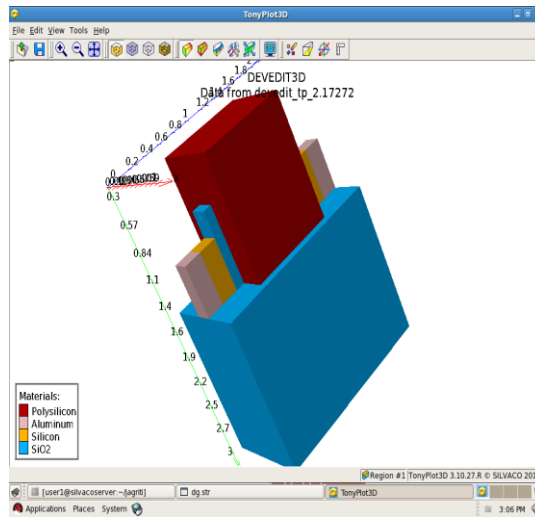 TonyPlot3D
File Edit View Tools Help
DEVEDIT3D
Data from devedit_tp_2.17272
2
1.8
1.6
1.2
1
0.8
0.6
0.4
0.2
0
0.3
0.57
0.84
1.1
1.4
1.6
1.9
2.2
2.5
2.7
3
Materials:
Polysilicon
Aluminum
Silicon
SiO2
Region #1 TonyPlot3D 3.10.27.R © SILVACO 201
[user1@silvacoserver:~/jagriti] dg.str TonyPlot3D
Applications Places System 3:06 PM